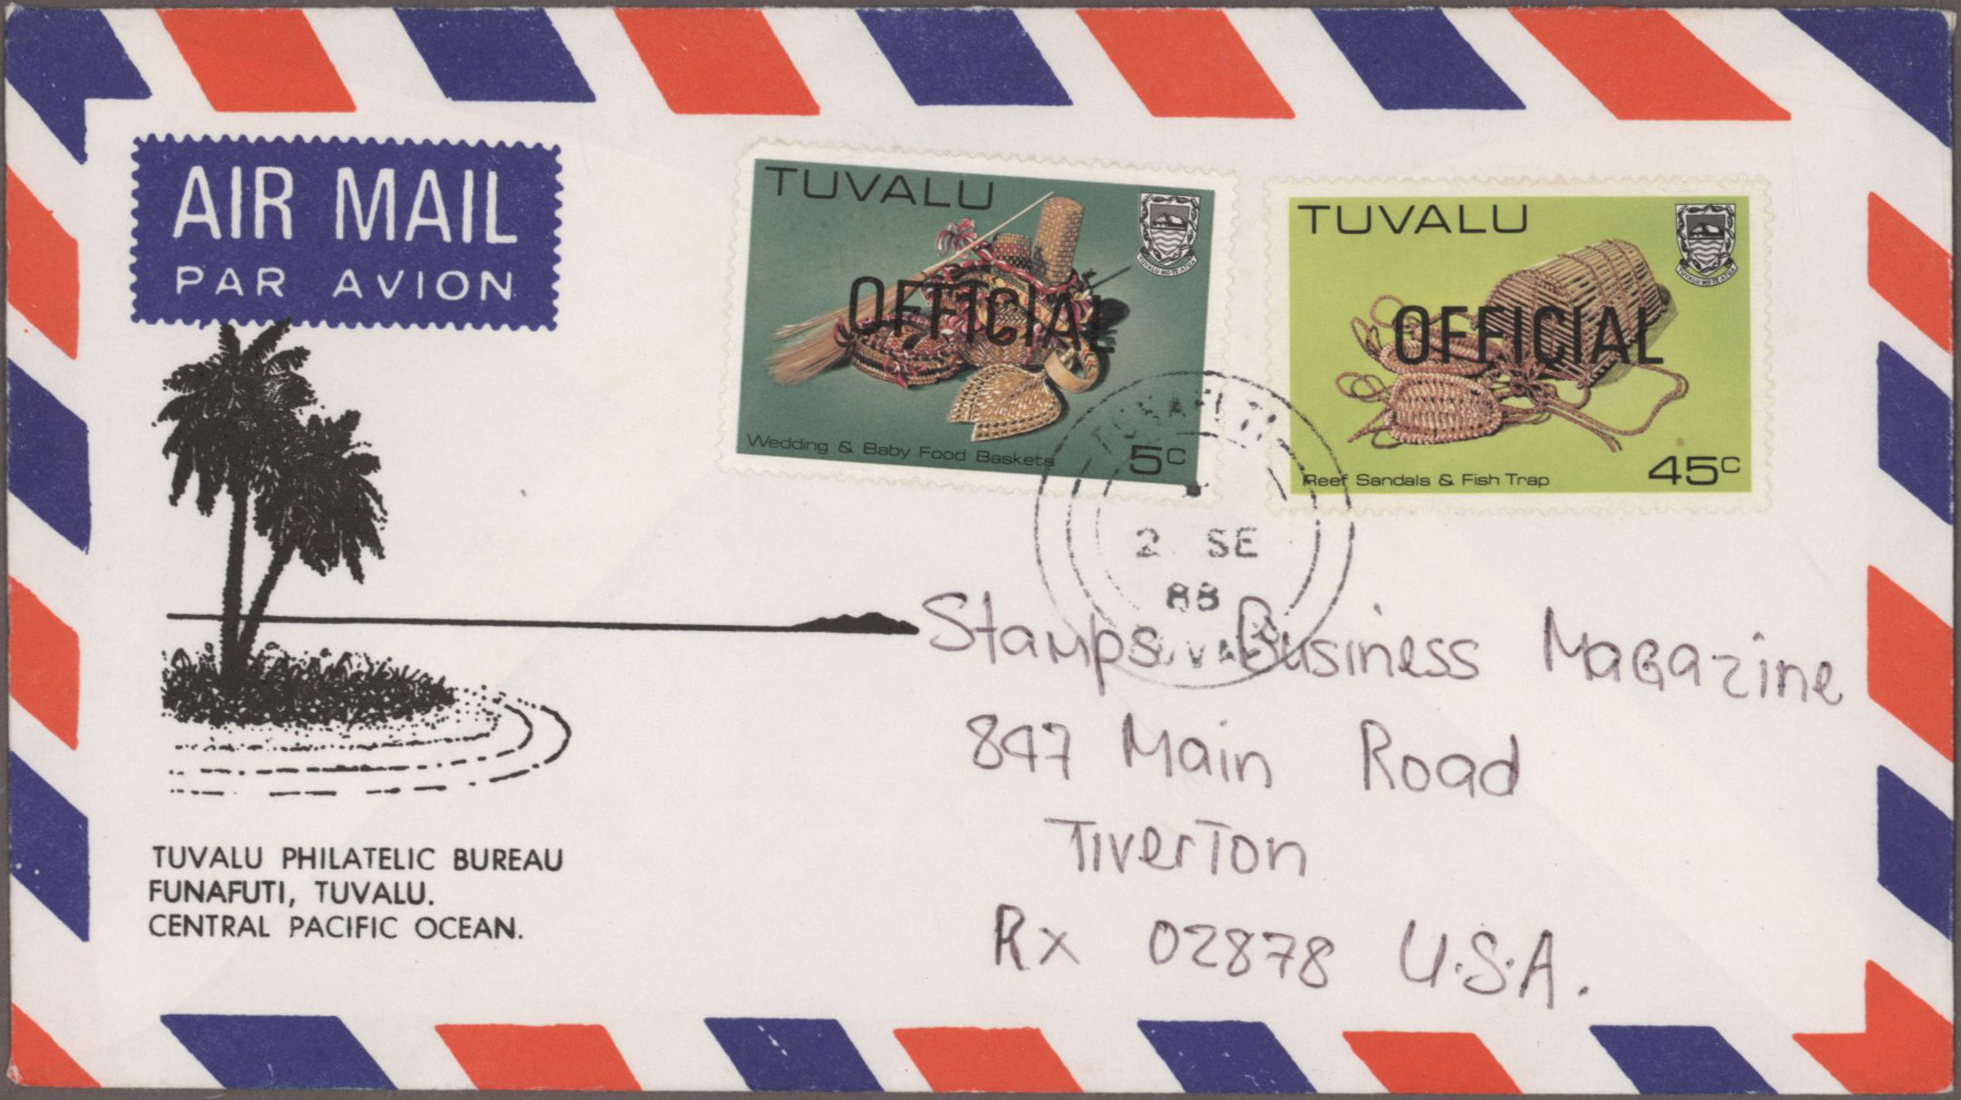 AIR MAIL
PAR AVION
TUVALU
OFFICIAL
Wedding & Baby Food Baskets
5c
TUVALU
OFFICIAL
Reef Sandals & Fish Trap
45c
FUNAFUTI
2 SE
88
TUVALU
Stamps Business Magazine
847 Main Road
Tiverton
Rx 02878 U.S.A.
TUVALU PHILATELIC BUREAU
FUNAFUTI, TUVALU.
CENTRAL PACIFIC OCEAN.